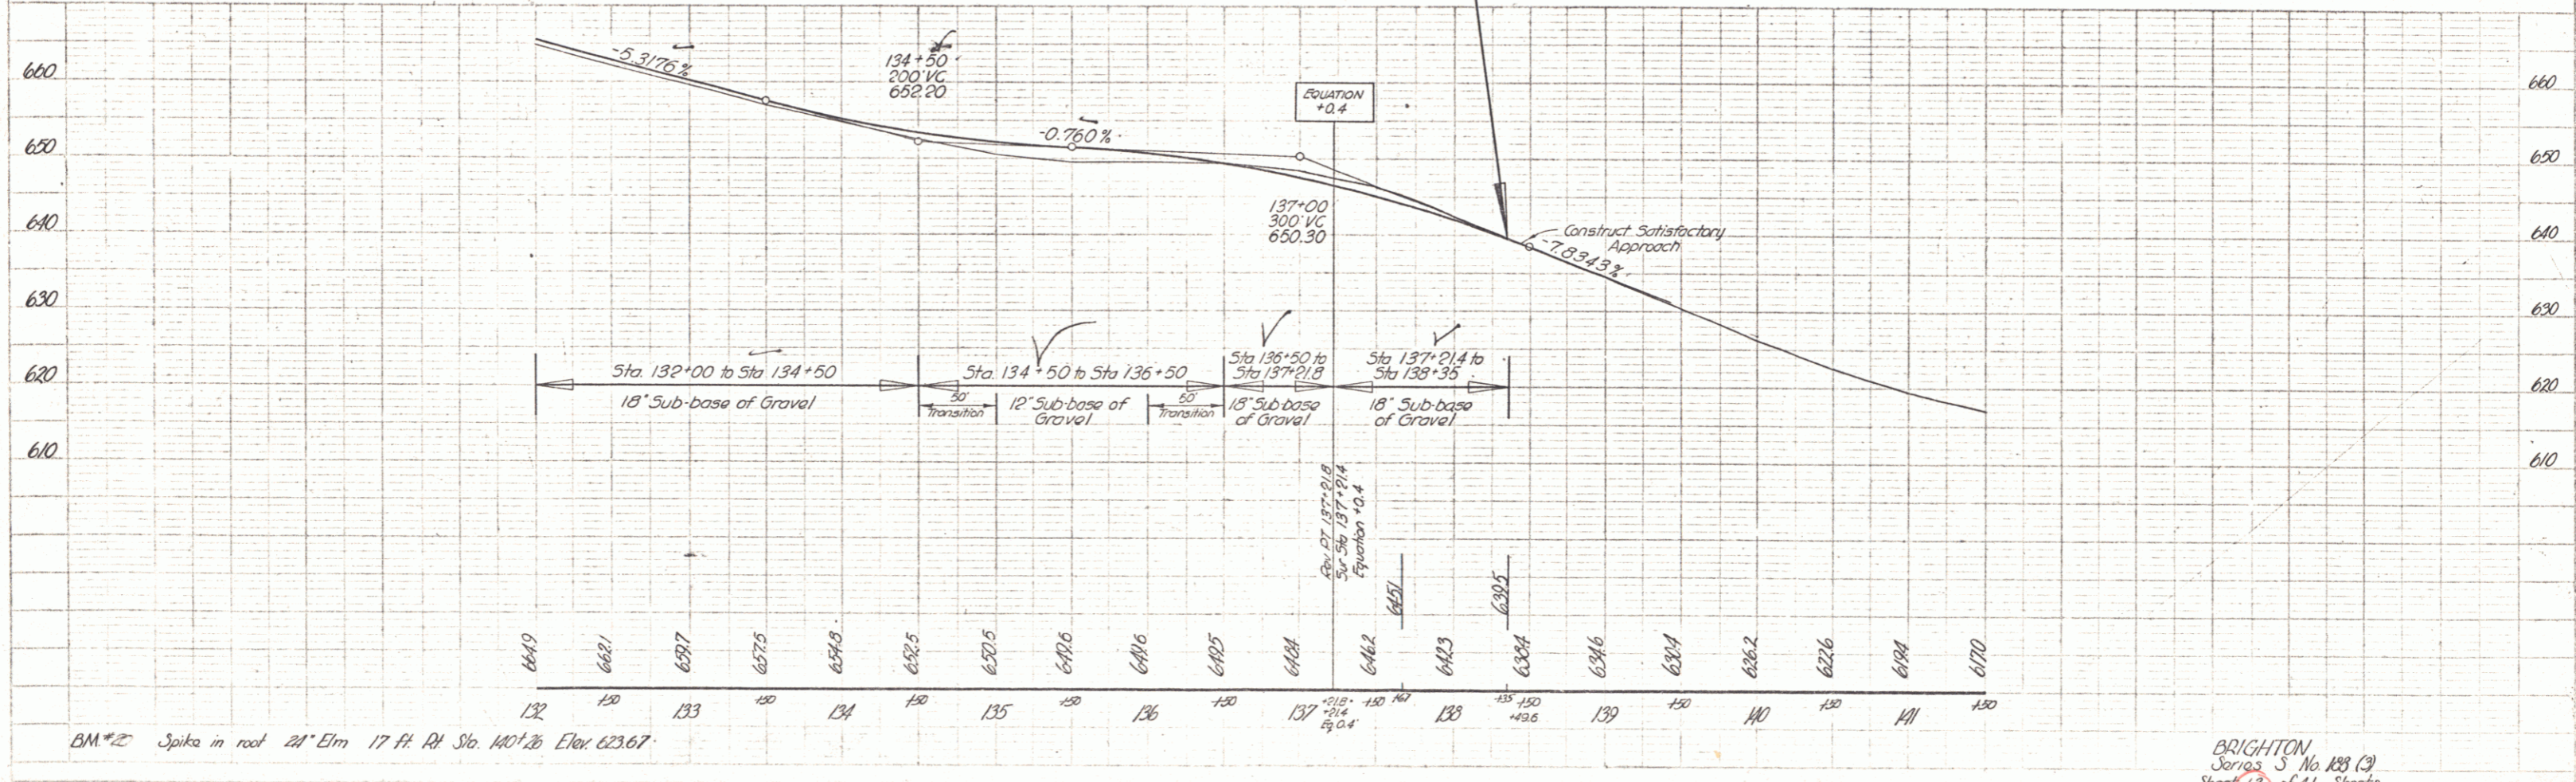 660
650
640
630
620
610
-5.3176%
134+50
200' VC
652.20
-0.760%
EQUATION
+0.4
137+00
300' VC
650.30
Construct Satisfactory
Approach
-7.8343%
660
650
640
630
620
610
Sta. 132+00 to Sta 134+50
18" Sub-base of Gravel
Sta. 134+50 to Sta 136+50
50'
Transition
12" Sub-base of
Gravel
50'
Transition
Sta 136+50 to
Sta 137+21.8
18" Sub-base
of Gravel
Sta 137+21.4 to
Sta 138+35
18" Sub-base
of Gravel
Rev PT 137+21.8
Sur Sta 137+21.4
Equation +0.4
664.9
662.1
659.7
657.5
654.8
652.5
650.5
649.6
649.6
649.5
648.4
646.2
645.1
642.3
639.5
638.4
634.6
630.4
626.2
622.6
619.4
617.0
132
+50
133
+50
134
+50
135
+50
136
+50
137
+21.8
+21.4
Eq 0.4
+50
+67
138
+35
+50
+49.6
139
+50
140
+50
141
+50
BM.#20 Spike in root 24" Elm 17 ft. Rt. Sta. 140+26 Elev. 623.67
BRIGHTON
Series S No. 188 (3)